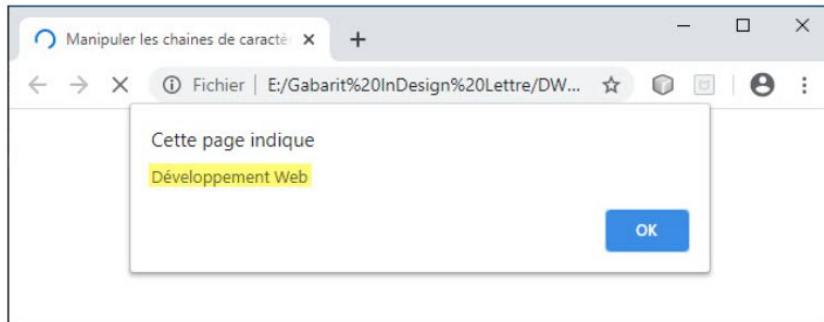 Manipuler les chaines de caractè
Fichier | E:/Gabarit%20InDesign%20Lettre/DW...
Cette page indique
Développement Web
OK